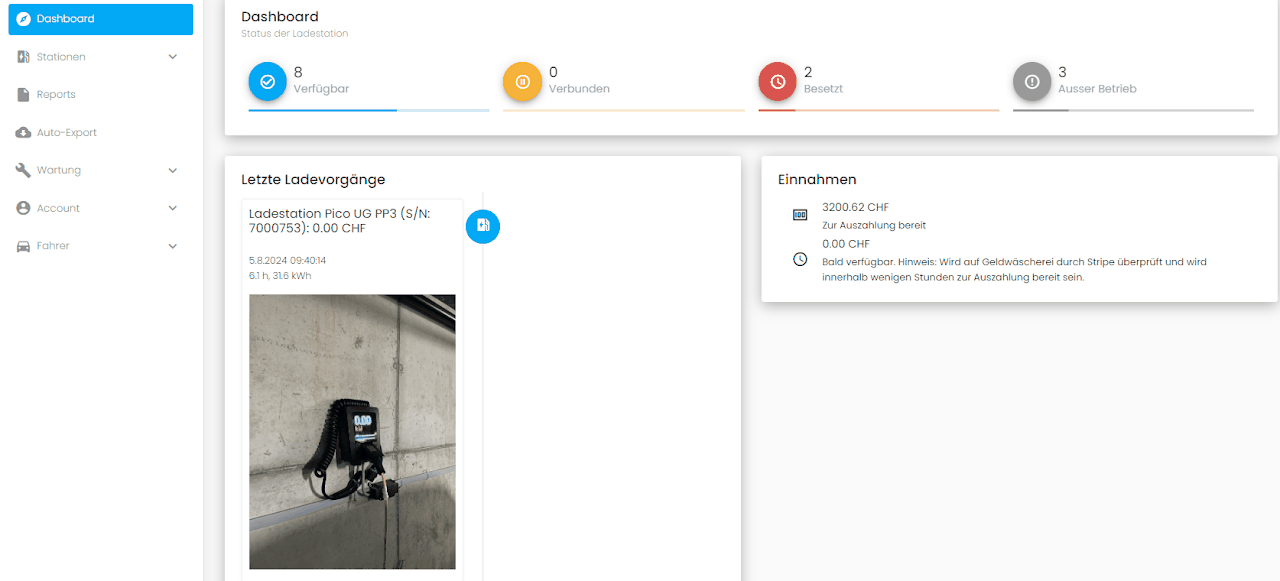 Dashboard
Stationen
Reports
Auto-Export
Wartung
Account
Fahrer
Dashboard
Status der Ladestation
8
Verfügbar
0
Verbunden
2
Besetzt
3
Ausser Betrieb
Letzte Ladevorgänge
Ladestation Pico UG PP3 (S/N:
7000753): 0.00 CHF
5.8.2024 09:40:14
6.1 h, 31.6 kWh
0.00
Einnahmen
100
3200.62 CHF
Zur Auszahlung bereit
0.00 CHF
Bald verfügbar. Hinweis: Wird auf Geldwäscherei durch Stripe überprüft und wird
innerhalb wenigen Stunden zur Auszahlung bereit sein.